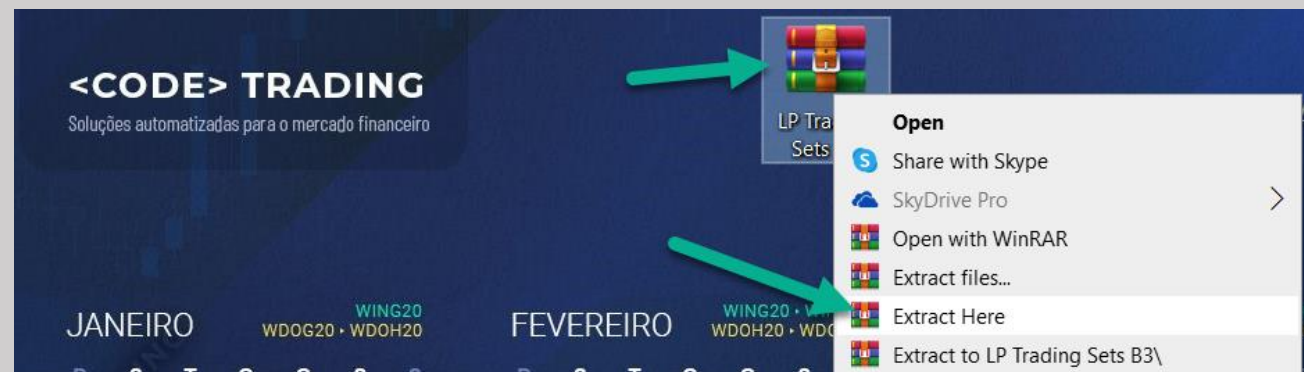 <CODE> TRADING
Soluções automatizadas para o mercado financeiro
LP Tra
Sets
Open
Share with Skype
SkyDrive Pro
Open with WinRAR
Extract files...
Extract Here
Extract to LP Trading Sets B3\
JANEIRO
WING20
WDOG20 • WDOH20
FEVEREIRO
WING20 •
WDOH20 •